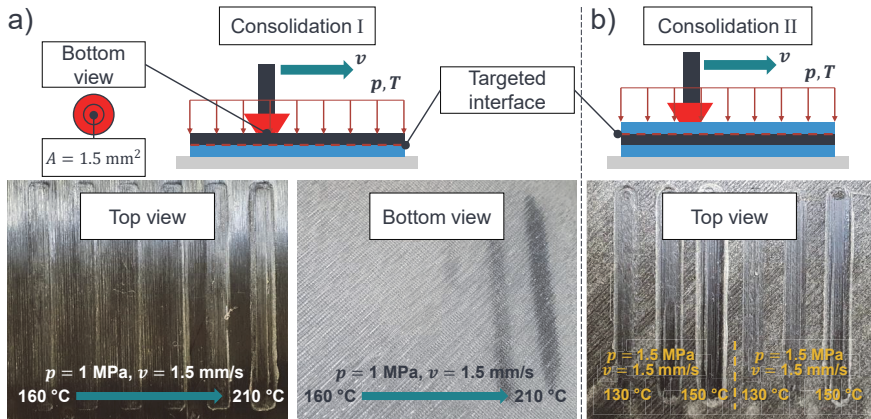 a)
Consolidation I
Bottom
view
v
p, T
Targeted
interface
A = 1.5 mm²
b)
Consolidation II
v
p, T
Top view
p = 1 MPa, v = 1.5 mm/s
160 °C
210 °C
Bottom view
p = 1 MPa, v = 1.5 mm/s
160 °C
210 °C
Top view
p = 1.5 MPa
v = 1.5 mm/s
130 °C
150 °C
p = 1.5 MPa
v = 1.5 mm/s
130 °C
150 °C